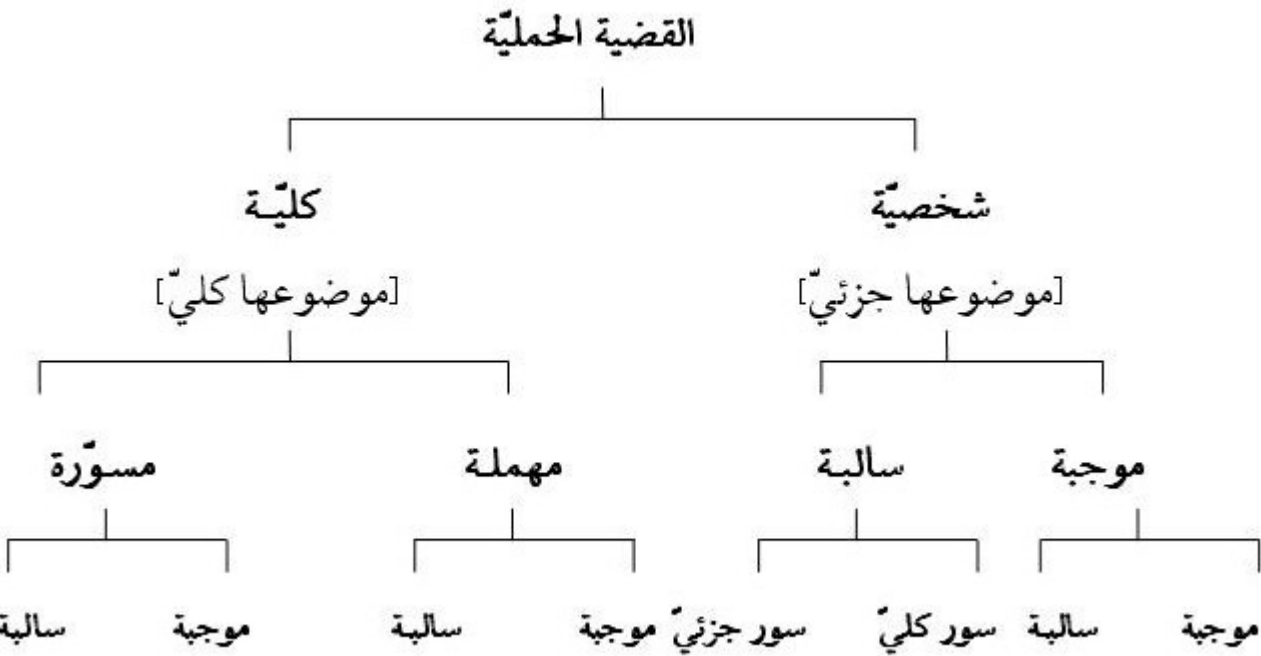 القضية الحمليّة
شخصيّة كليّة
[موضوعها جزئيّ] [موضوعها كليّ]
موجبة سالبة مهملة مسوّرة
موجبة سالبة سور كليّ سور جزئيّ موجبة سالبة موجبة سالبة